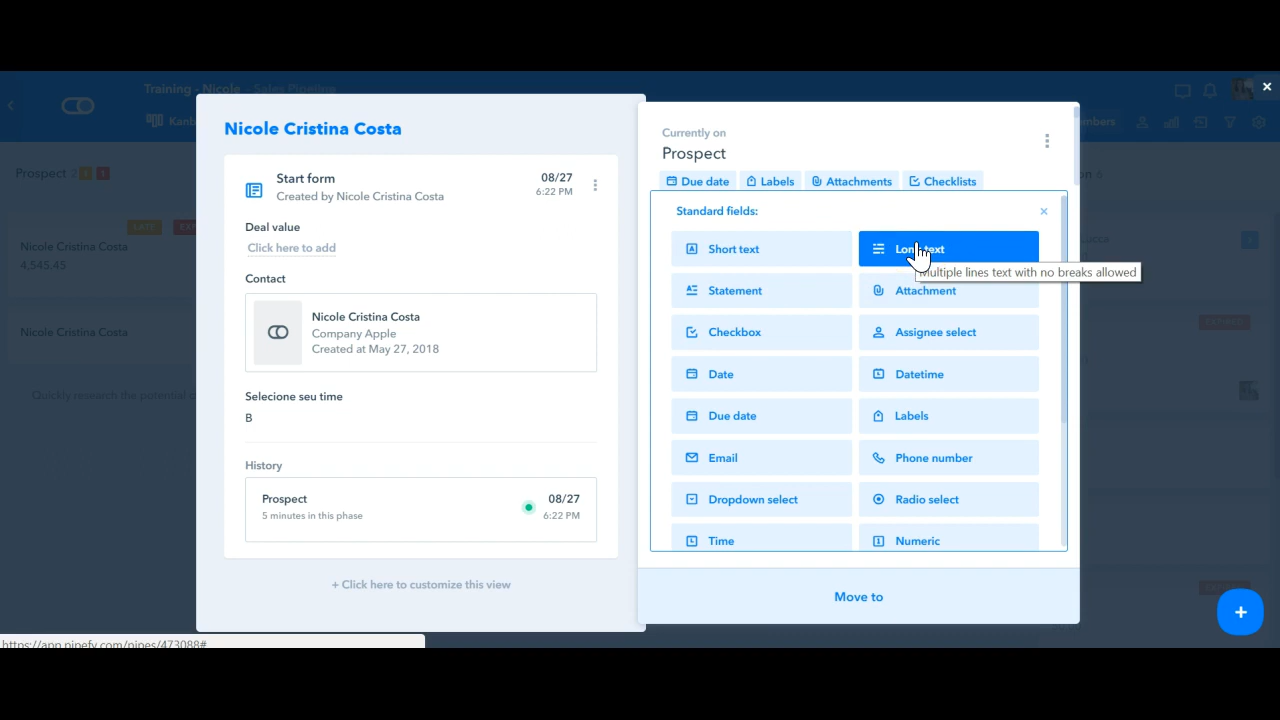 Training - Nicole - Sales Pipeline
Prospect 2
Nicole Cristina Costa
4.545,45
Nicole Cristina Costa
Quickly research the potential
Nicole Cristina Costa
Start form
Created by Nicole Cristina Costa
08/27
6:22 PM
Deal value
Click here to add
Contact
Nicole Cristina Costa
Company Apple
Created at May 27, 2018
Selecione seu time
B
History
Prospect
5 minutes in this phase
08/27
6:22 PM
+ Click here to customize this view
Currently on
Prospect
Due date
Labels
Attachments
Checklists
Standard fields:
Short text
Long text
Multiple lines text with no breaks allowed
Statement
Attachment
Checkbox
Assignee select
Date
Datetime
Due date
Labels
Email
Phone number
Dropdown select
Radio select
Time
Numeric
Move to
https://app.pipefy.com/pipes/473088#